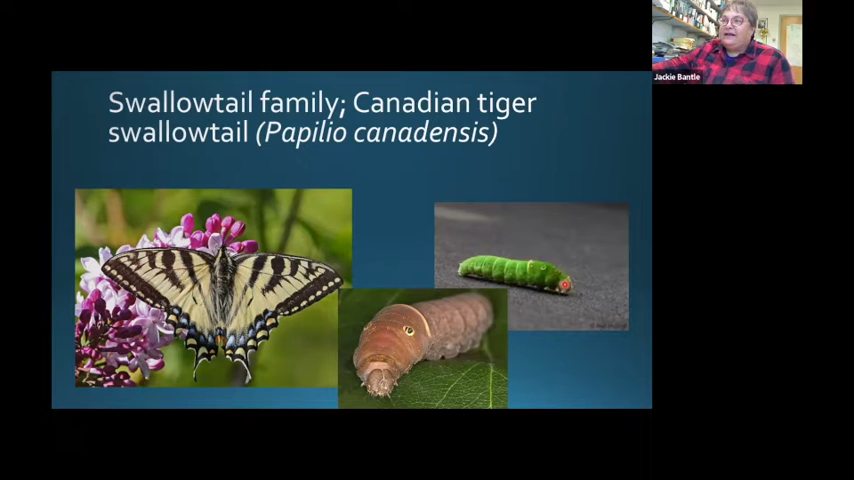 Swallowtail family; Canadian tiger
swallowtail (Papilio canadensis)
Jackie Bantle